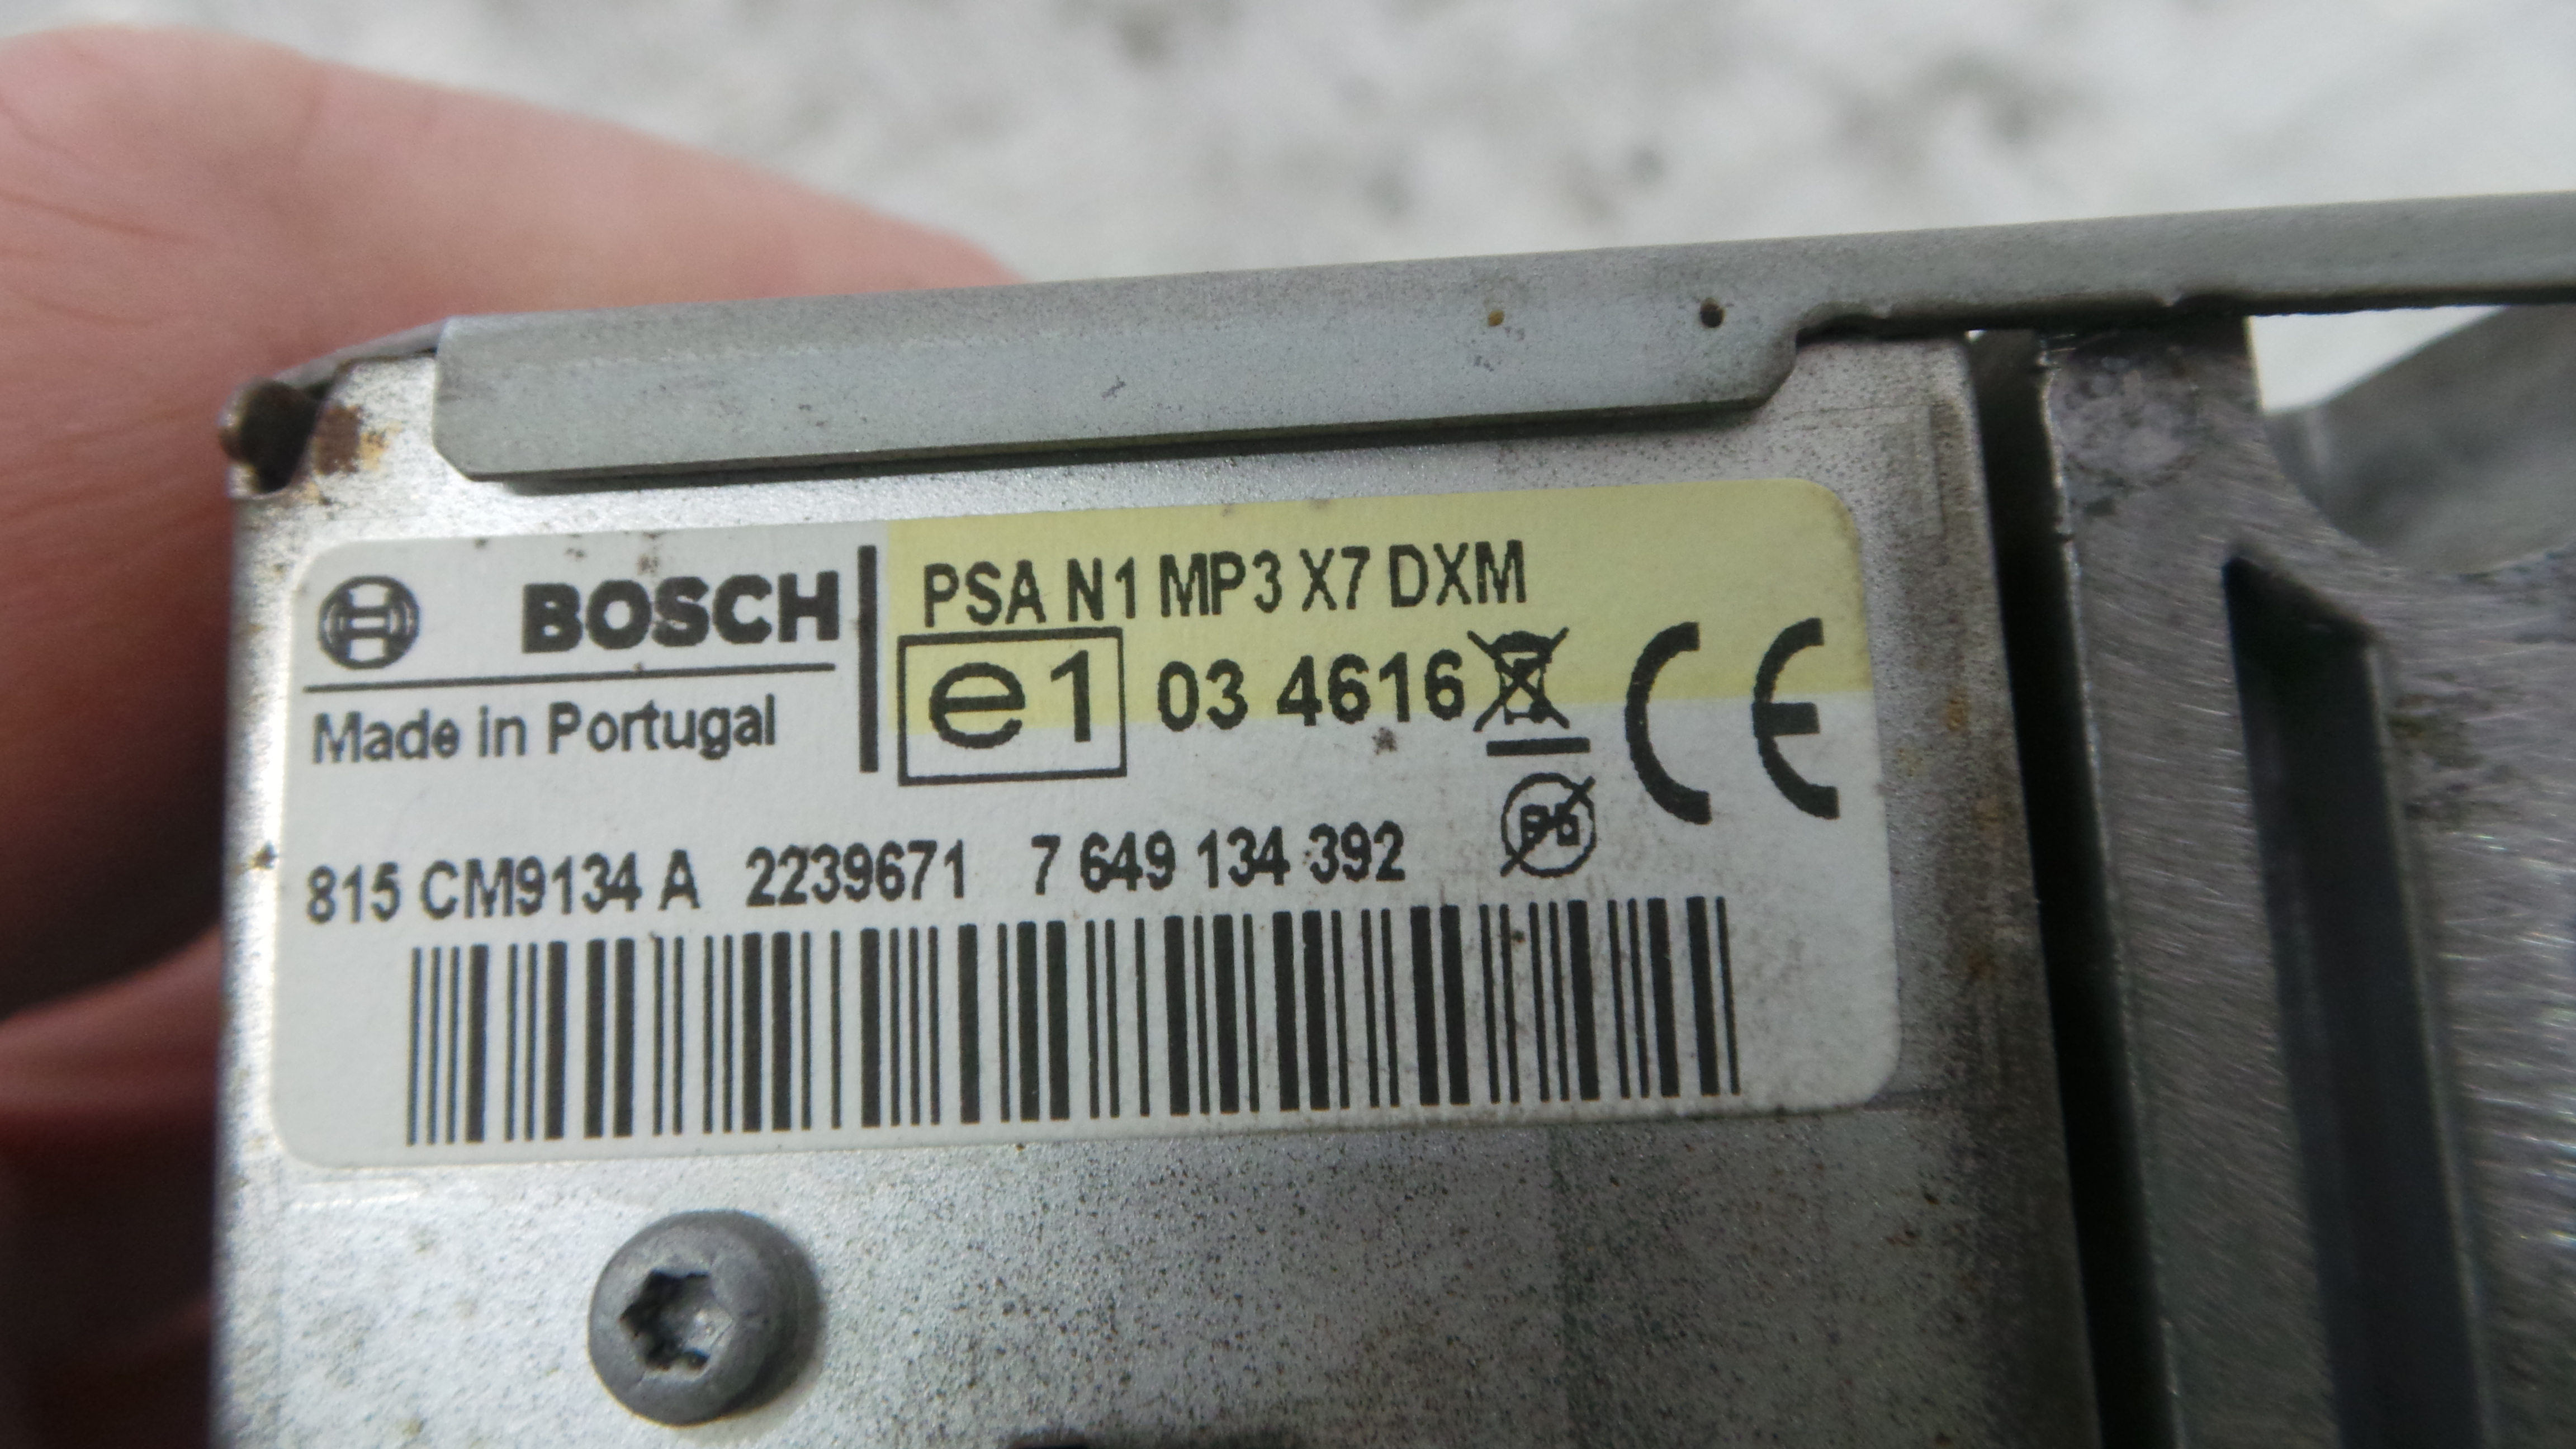 BOSCH
Made in Portugal
PSA N1 MP3 X7 DXM
e1 03 4616 CE
Pb
815 CM9134 A 2239671 7 649 134 392